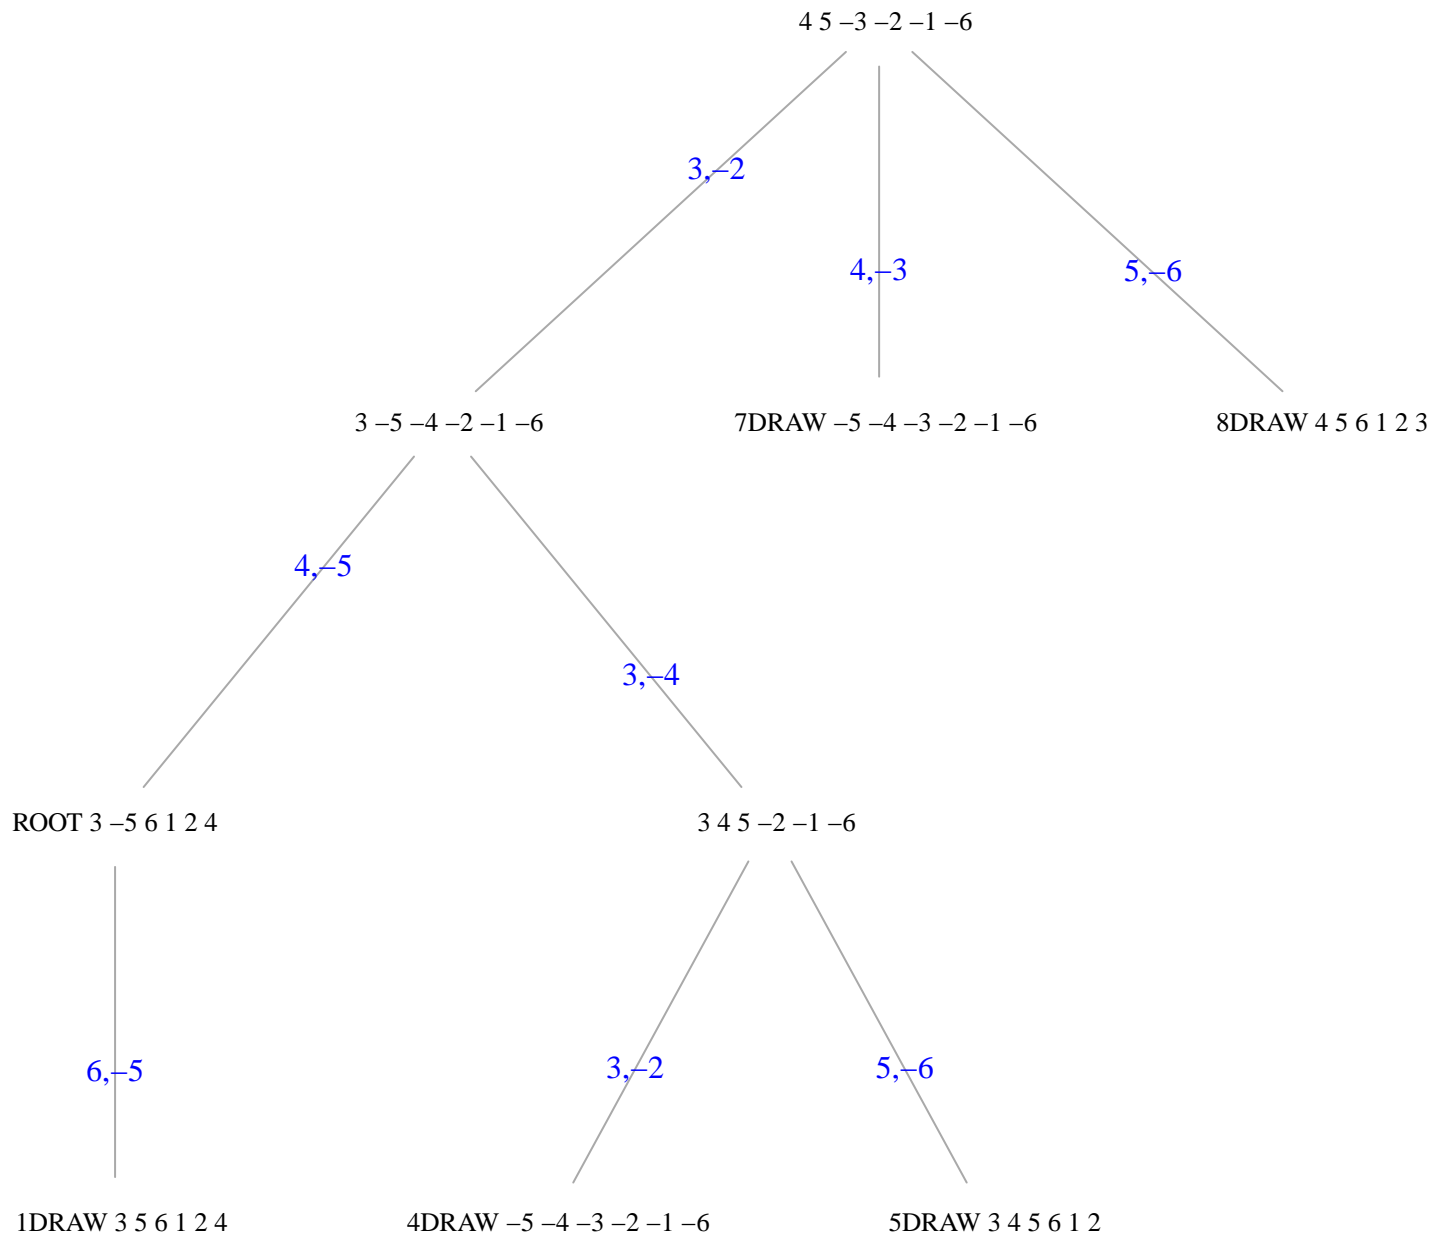 4 5 –3 –2 –1 –6
3,–2
4,–3
5,–6
3 –5 –4 –2 –1 –6
7DRAW –5 –4 –3 –2 –1 –6
8DRAW 4 5 6 1 2 3
4,–5
3,–4
ROOT 3 –5 6 1 2 4
3 4 5 –2 –1 –6
6,–5
3,–2
5,–6
1DRAW 3 5 6 1 2 4
4DRAW –5 –4 –3 –2 –1 –6
5DRAW 3 4 5 6 1 2